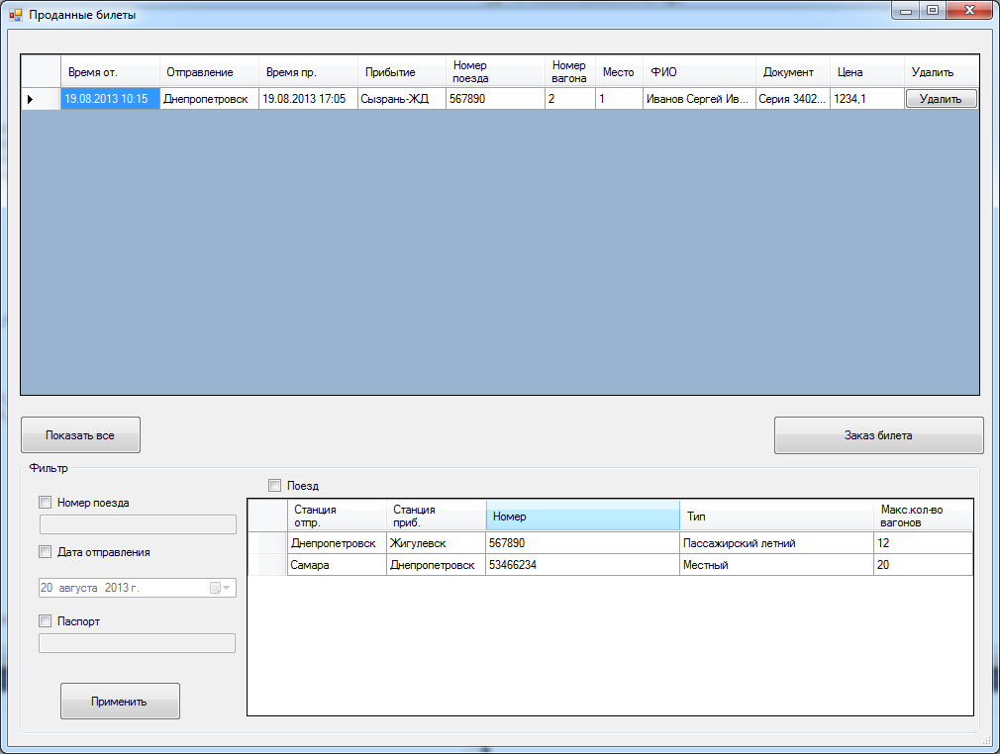 Проданные билеты
Время от. Отправление Время пр. Прибытие Номер поезда Номер вагона Место ФИО Документ Цена Удалить
19.08.2013 10:15 Днепропетровск 19.08.2013 17:05 Сызрань-ЖД 567890 2 1 Иванов Сергей Ив... Серия 3402... 1234,1 Удалить
Показать все
Заказ билета
Фильтр
Номер поезда
Дата отправления
20 августа 2013 г.
Паспорт
Применить
Поезд
Станция отпр. Станция приб. Номер Тип Макс.кол-во вагонов
Днепропетровск Жигулевск 567890 Пассажирский летний 12
Самара Днепропетровск 53466234 Местный 20